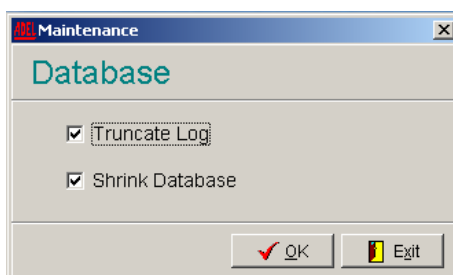 ADEL Maintenance
Database
Truncate Log
Shrink Database
OK Exit